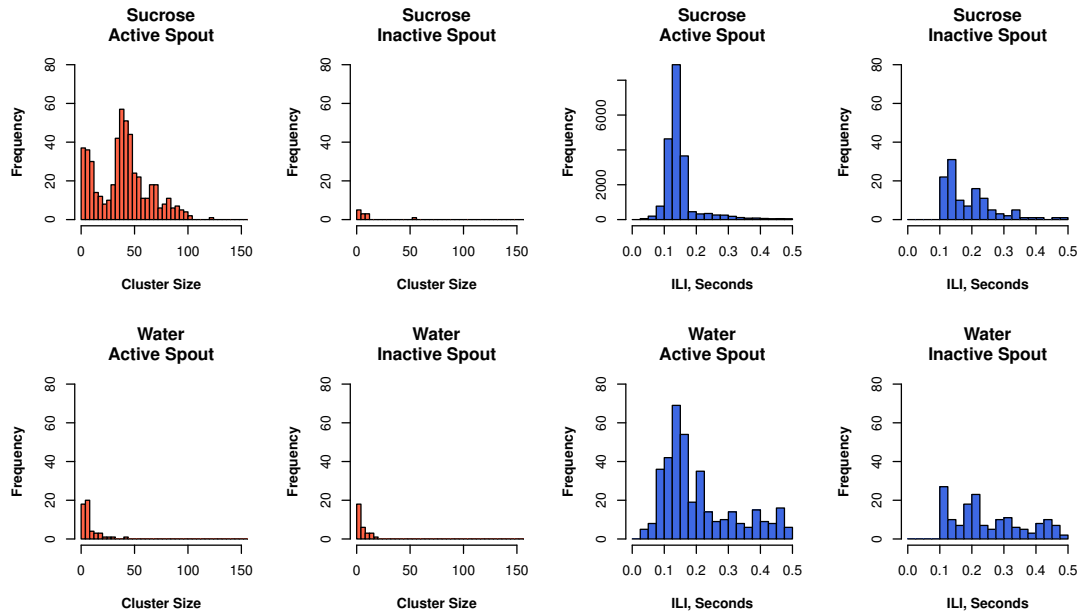 Sucrose
Active Spout
Frequency
0 20 40 60 80
0 50 100 150
Cluster Size
Sucrose
Inactive Spout
Frequency
0 20 40 60 80
0 50 100 150
Cluster Size
Sucrose
Active Spout
Frequency
0 2000 6000
0.0 0.1 0.2 0.3 0.4 0.5
ILI, Seconds
Sucrose
Inactive Spout
Frequency
0 20 40 60 80
0.0 0.1 0.2 0.3 0.4 0.5
ILI, Seconds
Water
Active Spout
Frequency
0 20 40 60 80
0 50 100 150
Cluster Size
Water
Inactive Spout
Frequency
0 20 40 60 80
0 50 100 150
Cluster Size
Water
Active Spout
Frequency
0 20 40 60 80
0.0 0.1 0.2 0.3 0.4 0.5
ILI, Seconds
Water
Inactive Spout
Frequency
0 20 40 60 80
0.0 0.1 0.2 0.3 0.4 0.5
ILI, Seconds